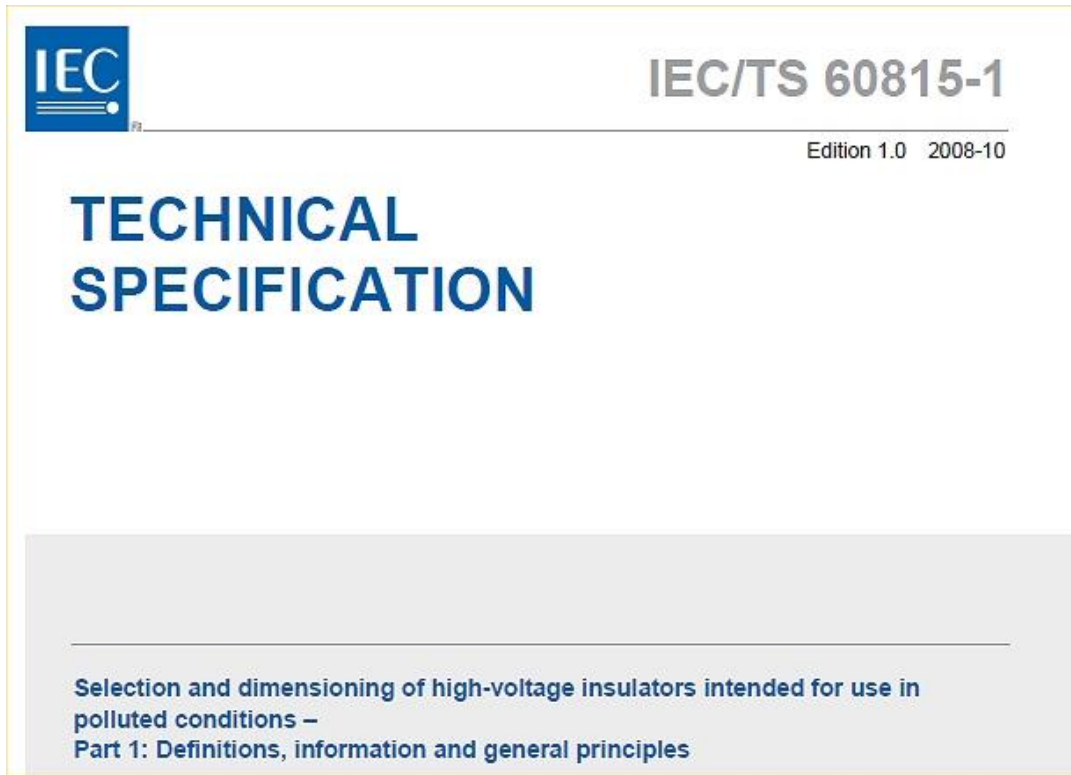 IEC
IEC/TS 60815-1
Edition 1.0 2008-10
TECHNICAL
SPECIFICATION
Selection and dimensioning of high-voltage insulators intended for use in
polluted conditions –
Part 1: Definitions, information and general principles